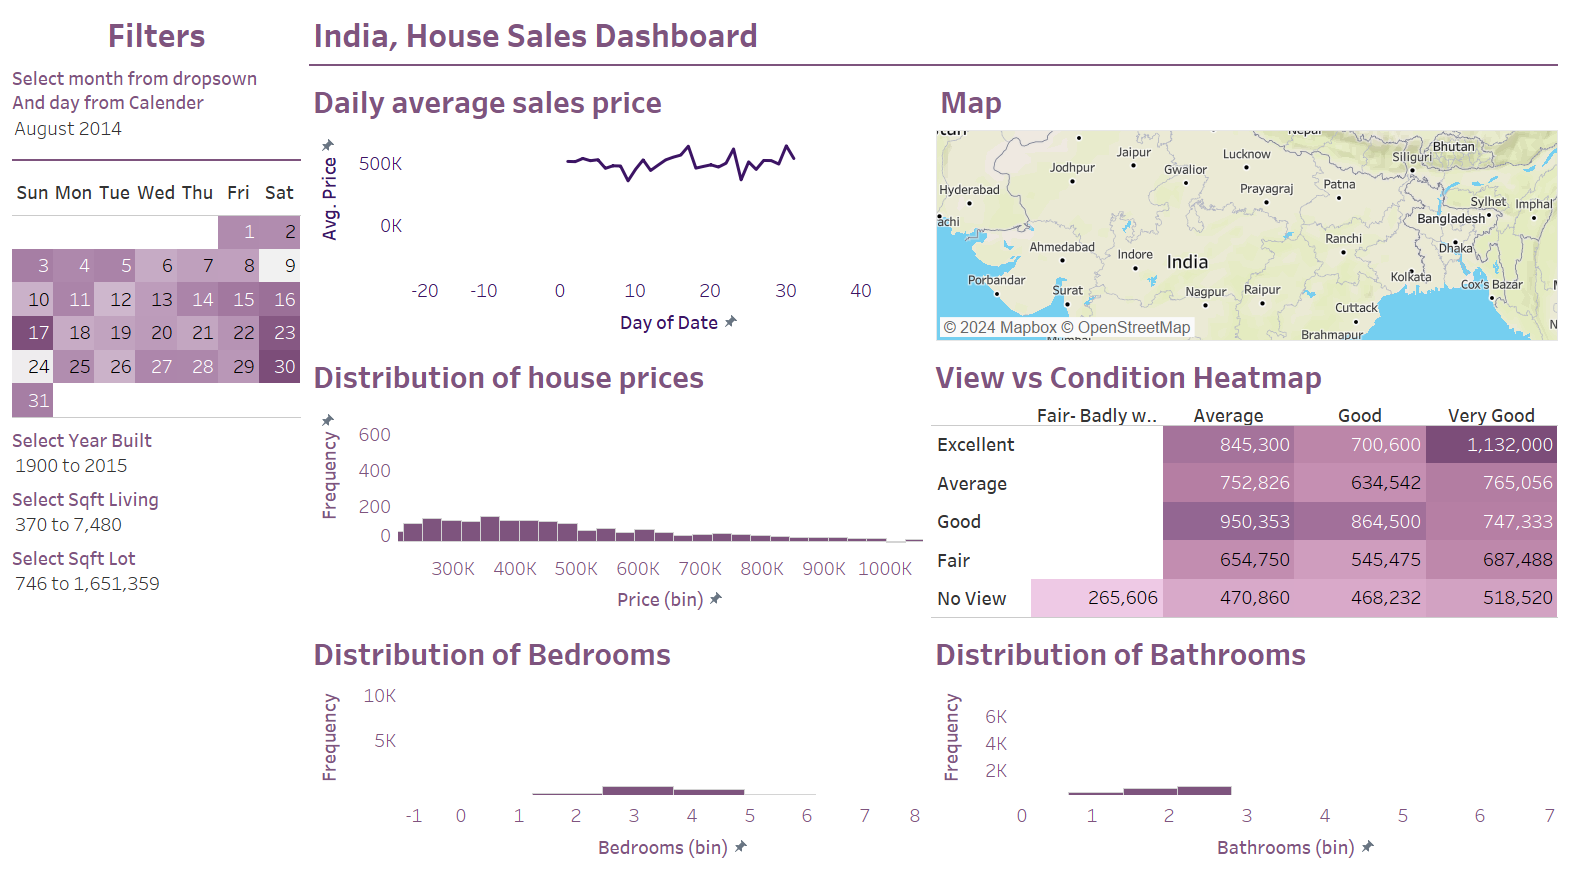 Filters
Select month from dropsown
And day from Calender
August 2014
Sun Mon Tue Wed Thu Fri Sat
1 2
3 4 5 6 7 8 9
10 11 12 13 14 15 16
17 18 19 20 21 22 23
24 25 26 27 28 29 30
31
Select Year Built
1900 to 2015
Select Sqft Living
370 to 7,480
Select Sqft Lot
746 to 1,651,359
India, House Sales Dashboard
Daily average sales price
Avg. Price
500K
0K
-20 -10 0 10 20 30 40
Day of Date
Map
Nepal
Bhutan
Jaipur
Lucknow
Siliguri
Jodhpur
Gwalior
Hyderabad
Prayagraj
Patna
Sylhet
Imphal
achi
Bangladesh
Ahmedabad
Ranchi
Dhaka
Indore
India
Porbandar
Kolkata
Cox's Bazar
Surat
Nagpur
Raipur
Cuttack
© 2024 Mapbox © OpenStreetMap
Brahmapur
Mumbai
Distribution of house prices
Frequency
600
400
200
0
300K 400K 500K 600K 700K 800K 900K 1000K
Price (bin)
View vs Condition Heatmap
Fair- Badly w.. Average Good Very Good
Excellent 845,300 700,600 1,132,000
Average 752,826 634,542 765,056
Good 950,353 864,500 747,333
Fair 654,750 545,475 687,488
No View 265,606 470,860 468,232 518,520
Distribution of Bedrooms
Frequency
10K
5K
-1 0 1 2 3 4 5 6 7 8
Bedrooms (bin)
Distribution of Bathrooms
Frequency
6K
4K
2K
0 1 2 3 4 5 6 7
Bathrooms (bin)